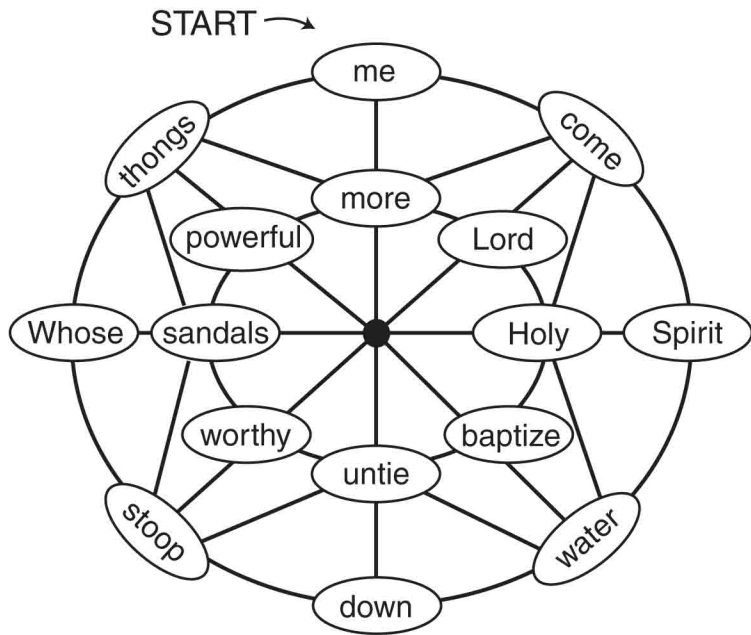 START
me
thongs
come
more
powerful
Lord
Whose
sandals
Holy
Spirit
worthy
baptize
untie
stoop
water
down